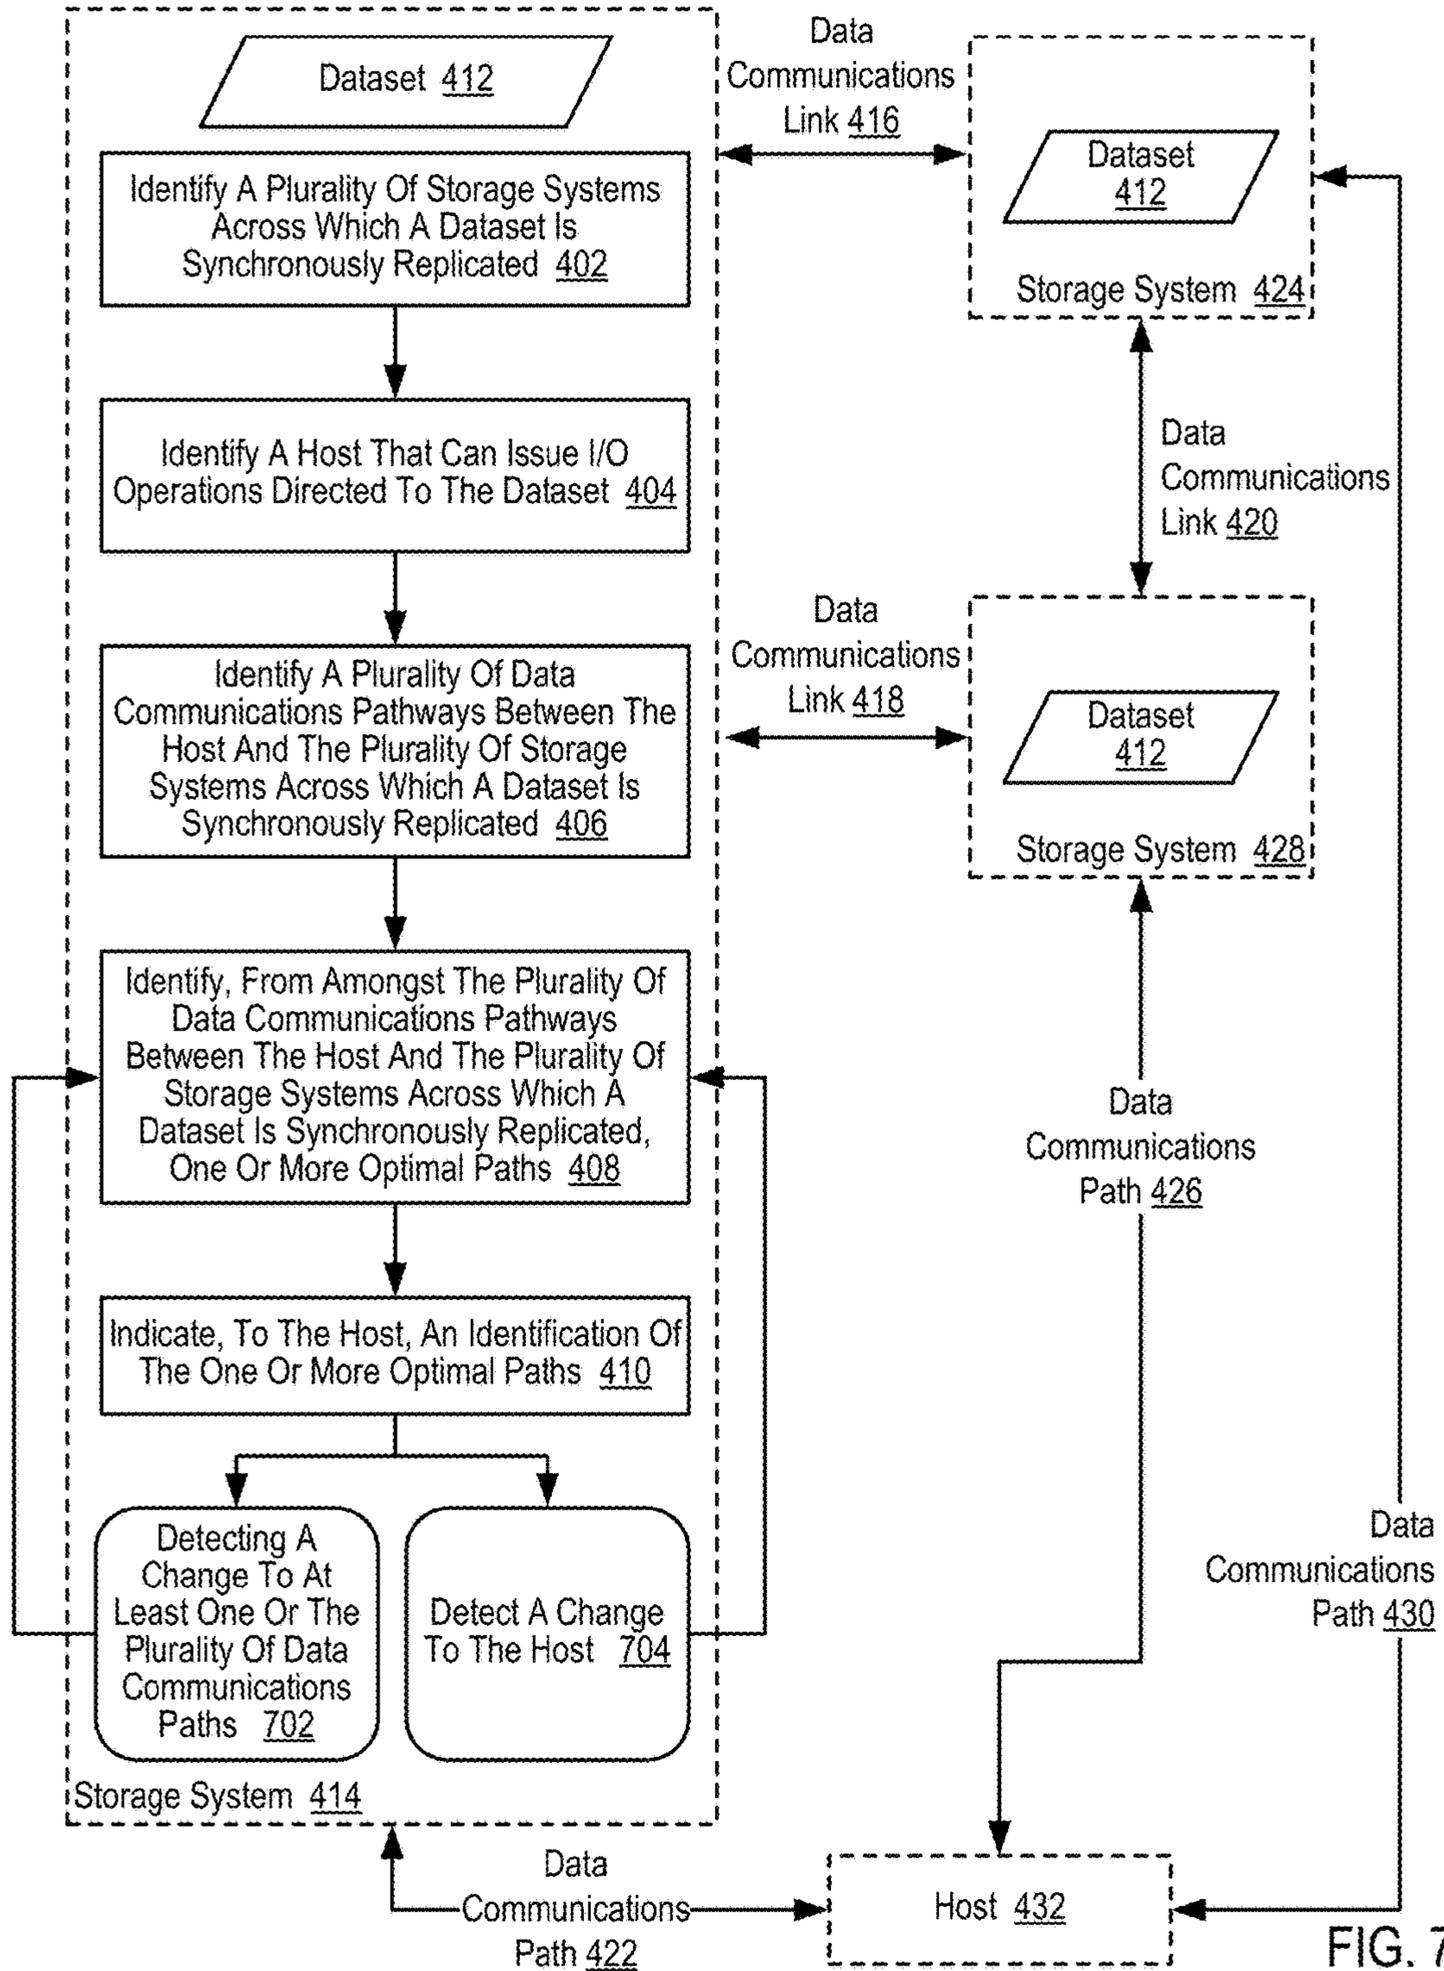 Dataset 412
Identify A Plurality Of Storage Systems
Across Which A Dataset Is
Synchronously Replicated 402
Identify A Host That Can Issue I/O
Operations Directed To The Dataset 404
Identify A Plurality Of Data
Communications Pathways Between The
Host And The Plurality Of Storage
Systems Across Which A Dataset Is
Synchronously Replicated 406
Identify, From Amongst The Plurality Of
Data Communications Pathways
Between The Host And The Plurality Of
Storage Systems Across Which A
Dataset Is Synchronously Replicated,
One Or More Optimal Paths 408
Indicate, To The Host, An Identification Of
The One Or More Optimal Paths 410
Detecting A
Change To At
Least One Or The
Plurality Of Data
Communications
Paths 702
Detect A Change
To The Host 704
Storage System 414
Data
Communications
Link 416
Dataset
412
Storage System 424
Data
Communications
Link 420
Data
Communications
Link 418
Dataset
412
Storage System 428
Data
Communications
Path 426
Data
Communications
Path 430
Data
Communications
Path 422
Host 432
FIG. 7